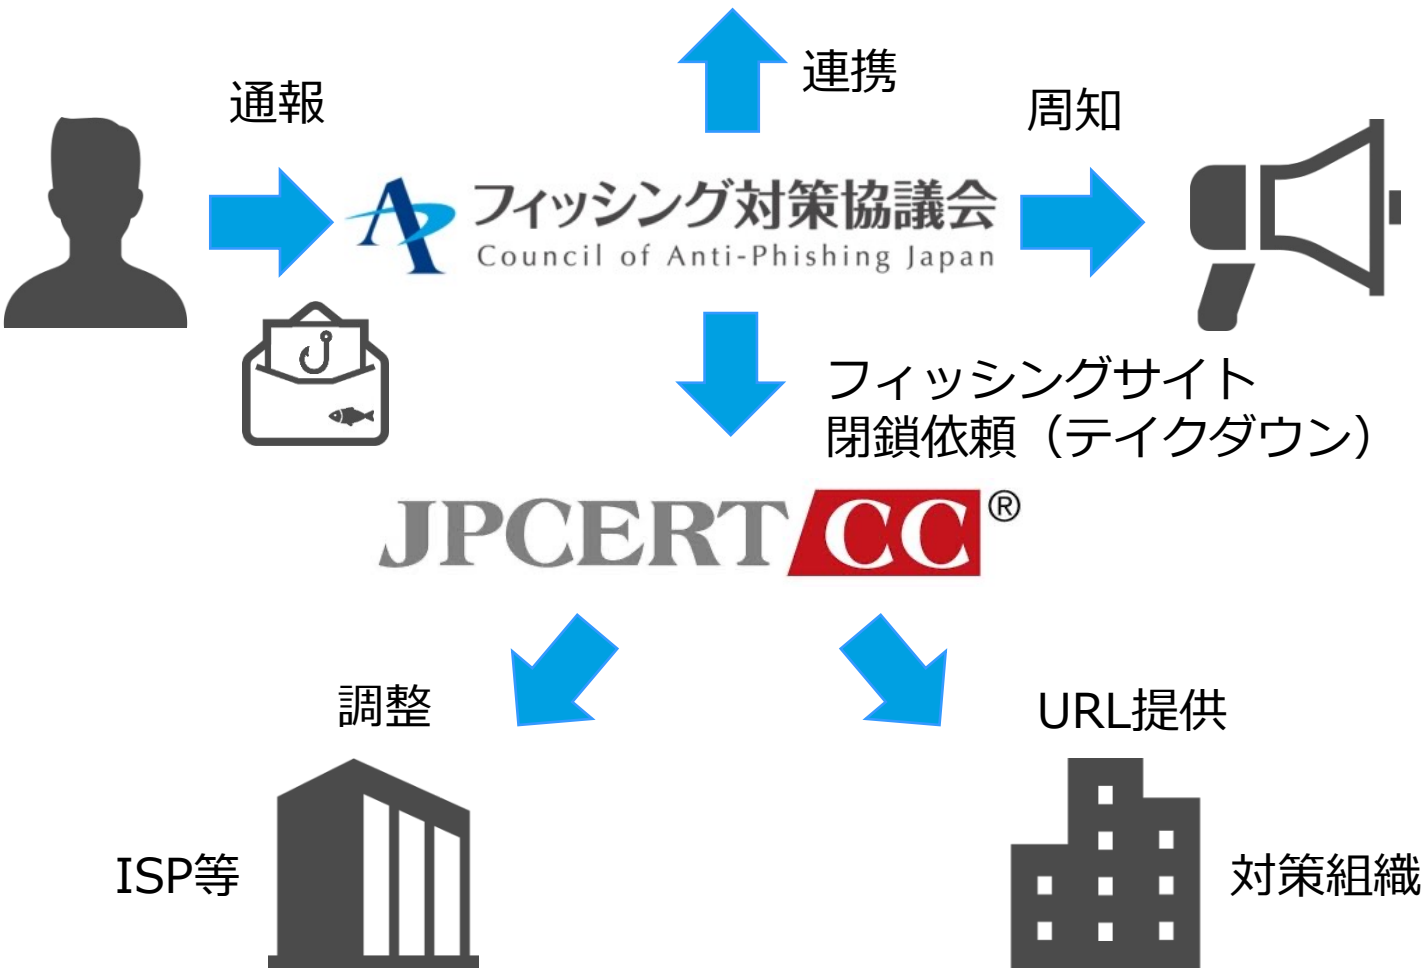 連携
通報
周知
フィッシング対策協議会
Council of Anti-Phishing Japan
フィッシングサイト
閉鎖依頼（テイクダウン）
JPCERT CC®
調整
URL提供
ISP等
対策組織